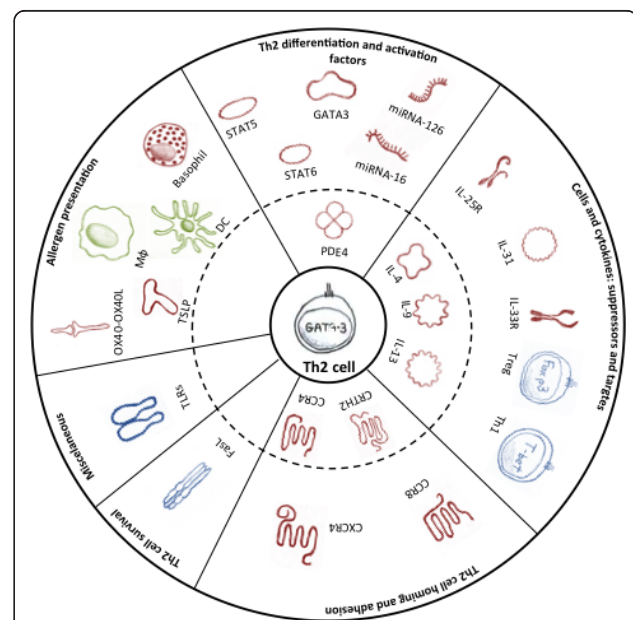 Th2 differentiation and activation
factors
STAT5
GATA3
miRNA-126
STAT6
miRNA-16
PDE4
Cells and cytokines: suppressors and targtes
IL-25R
IL-31
IL-33R
Treg
Foxp3
Th1
T-bet
IL-4
IL-9
IL-13
Th2 cell homing and adhesion
CCR4
CRTH2
CXCR4
CCR8
Th2 cell survival
FasL
Miscelaneous
TLRs
Allergen presentation
Basophil
DC
MΦ
TSLP
OX40-OX40L
GATA-3
Th2 cell